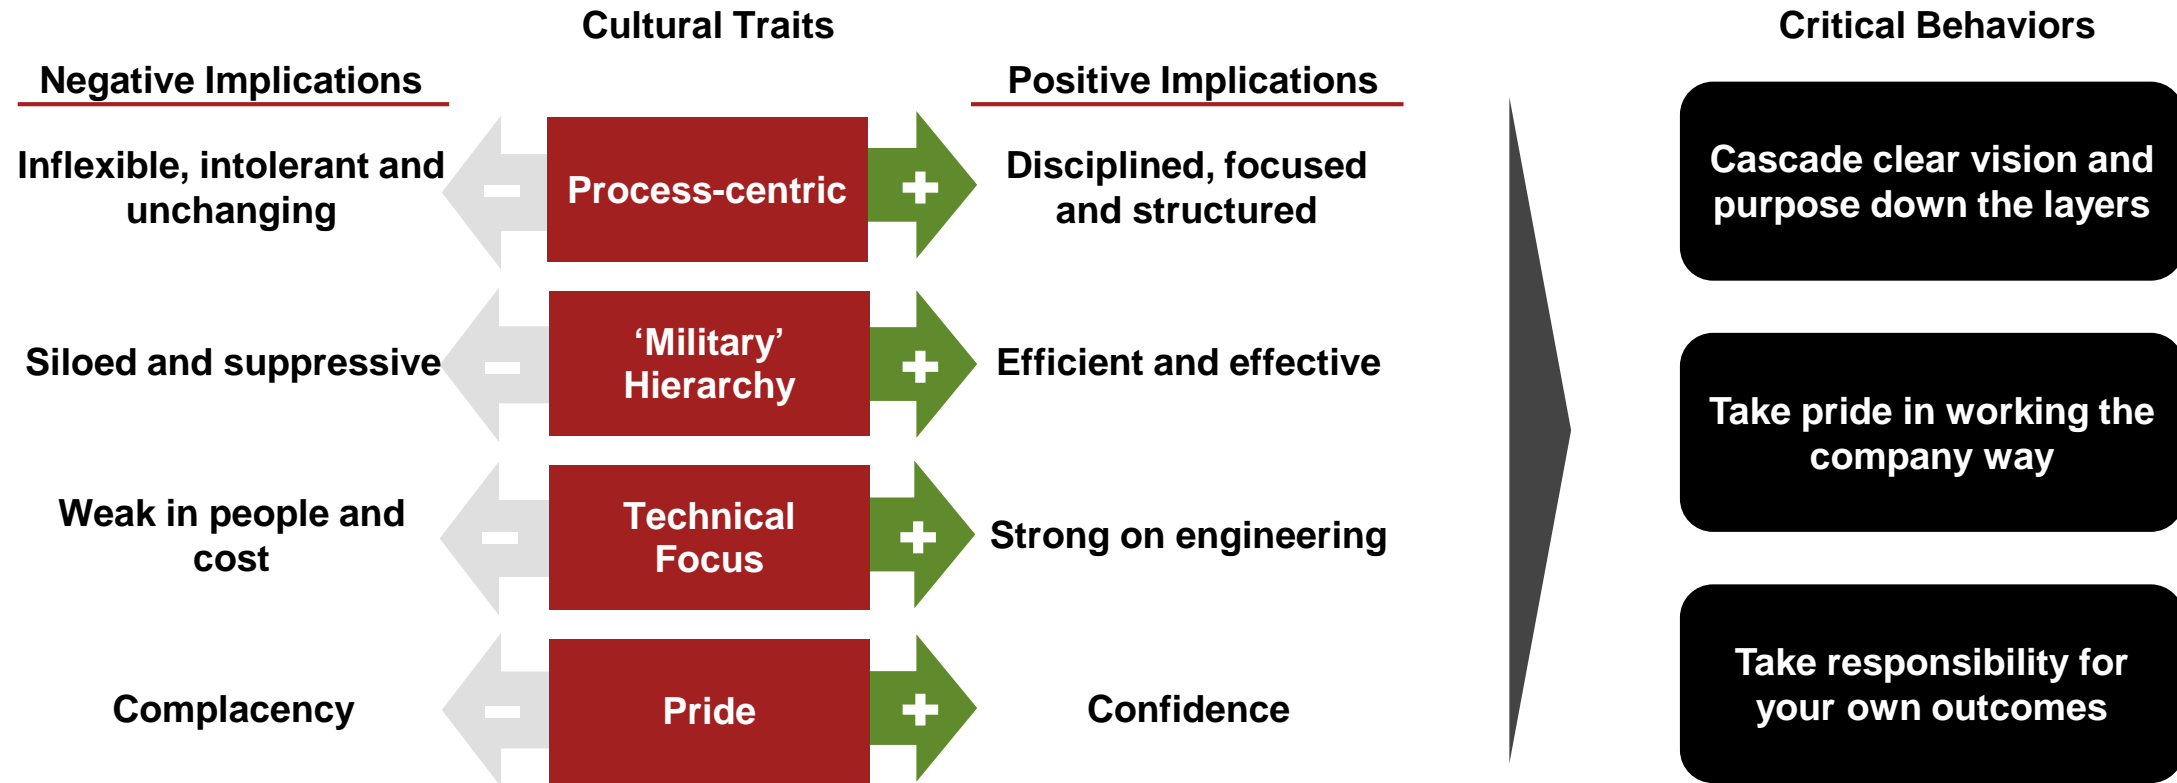 Cultural Traits
Critical Behaviors
Negative Implications
Positive Implications
Inflexible, intolerant and
unchanging
Process-centric
Disciplined, focused
and structured
Cascade clear vision and
purpose down the layers
Siloed and suppressive
‘Military’
Hierarchy
Efficient and effective
Take pride in working the
company way
Weak in people and
cost
Technical
Focus
Strong on engineering
Complacency
Pride
Confidence
Take responsibility for
your own outcomes